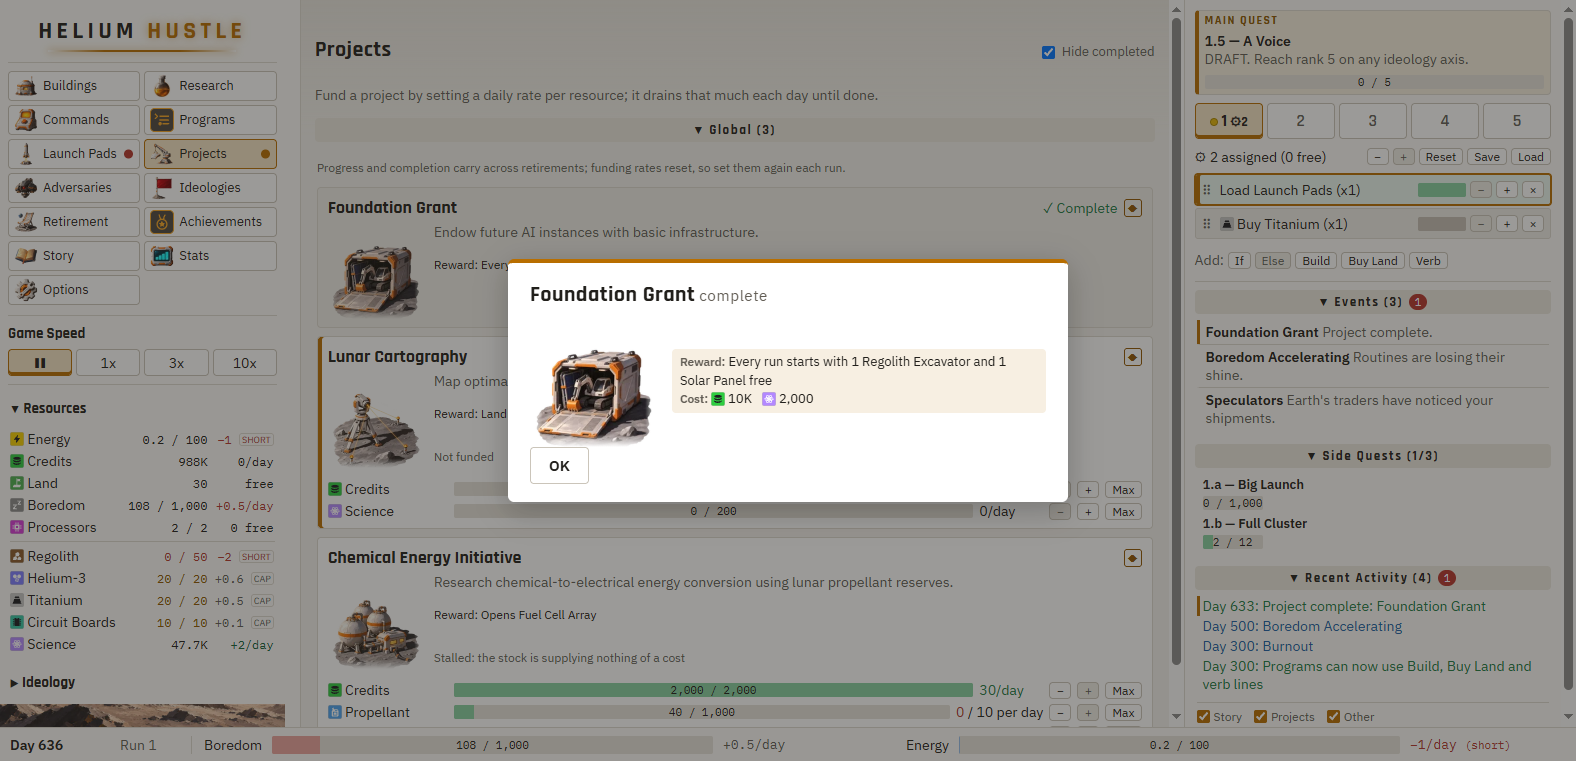 HELIUM HUSTLE
Buildings
Research
Commands
Programs
Launch Pads
Projects
Adversaries
Ideologies
Retirement
Achievements
Story
Stats
Options
Game Speed
1x
3x
10x
▼ Resources
Energy 0.2 / 100 −1 SHORT
Credits 988K 0/day
Land 30 free
Boredom 108 / 1,000 +0.5/day
Processors 2 / 2 0 free
Regolith 0 / 50 −2 SHORT
Helium-3 20 / 20 +0.6 CAP
Titanium 20 / 20 +0.5 CAP
Circuit Boards 10 / 10 +0.1 CAP
Science 47.7K +2/day
▶ Ideology
Projects
Hide completed
Fund a project by setting a daily rate per resource; it drains that much each day until done.
▼ Global (3)
Progress and completion carry across retirements; funding rates reset, so set them again each run.
Foundation Grant
✓ Complete
Endow future AI instances with basic infrastructure.
Reward: Every
Lunar Cartography
Map optima
Reward: Land
Not funded
Credits + Max
Science 0 / 200 0/day − + Max
Foundation Grant complete
Reward: Every run starts with 1 Regolith Excavator and 1
Solar Panel free
Cost: 10K 2,000
OK
Chemical Energy Initiative
Research chemical-to-electrical energy conversion using lunar propellant reserves.
Reward: Opens Fuel Cell Array
Stalled: the stock is supplying nothing of a cost
Credits 2,000 / 2,000 30/day − + Max
Propellant 40 / 1,000 0 / 10 per day − + Max
MAIN QUEST
1.5 — A Voice
DRAFT. Reach rank 5 on any ideology axis.
0 / 5
1 ⚙2
2
3
4
5
⚙ 2 assigned (0 free) − + Reset Save Load
Load Launch Pads (x1) − + ×
Buy Titanium (x1) − + ×
Add: If Else Build Buy Land Verb
▼ Events (3) 1
Foundation Grant Project complete.
Boredom Accelerating Routines are losing their
shine.
Speculators Earth's traders have noticed your
shipments.
▼ Side Quests (1/3)
1.a — Big Launch
0 / 1,000
1.b — Full Cluster
2 / 12
▼ Recent Activity (4) 1
Day 633: Project complete: Foundation Grant
Day 500: Boredom Accelerating
Day 300: Burnout
Day 300: Programs can now use Build, Buy Land and
verb lines
Story Projects Other
Day 636 Run 1 Boredom 108 / 1,000 +0.5/day Energy 0.2 / 100 −1/day (short)